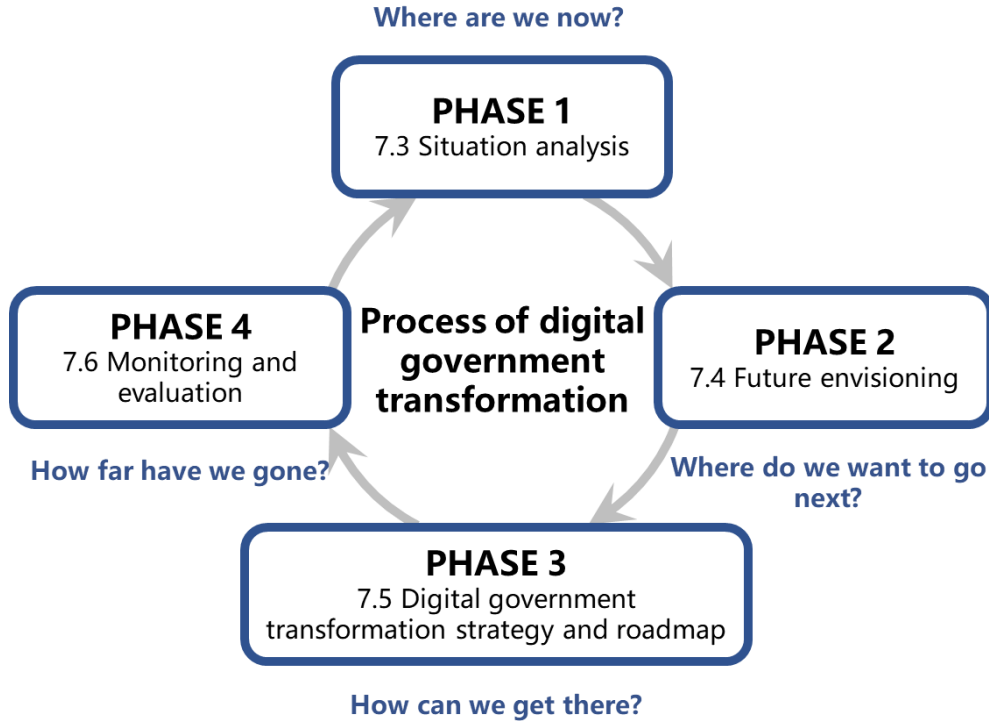 Where are we now?
PHASE 1
7.3 Situation analysis
PHASE 4
7.6 Monitoring and
evaluation
How far have we gone?
Process of digital
government
transformation
PHASE 2
7.4 Future envisioning
Where do we want to go
next?
PHASE 3
7.5 Digital government
transformation strategy and roadmap
How can we get there?